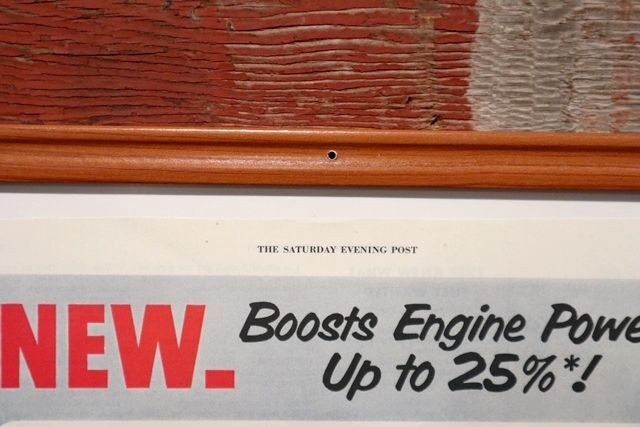 THE SATURDAY EVENING POST
NEW. Boosts Engine Powe
Up to 25%*!